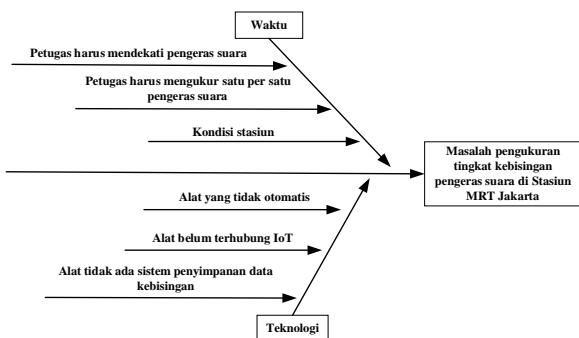 Waktu
Petugas harus mendekati pengeras suara
Petugas harus mengukur satu per satu
pengeras suara
Kondisi stasiun
Masalah pengukuran
tingkat kebisingan
pengeras suara di Stasiun
MRT Jakarta
Alat yang tidak otomatis
Alat belum terhubung IoT
Alat tidak ada sistem penyimpanan data
kebisingan
Teknologi